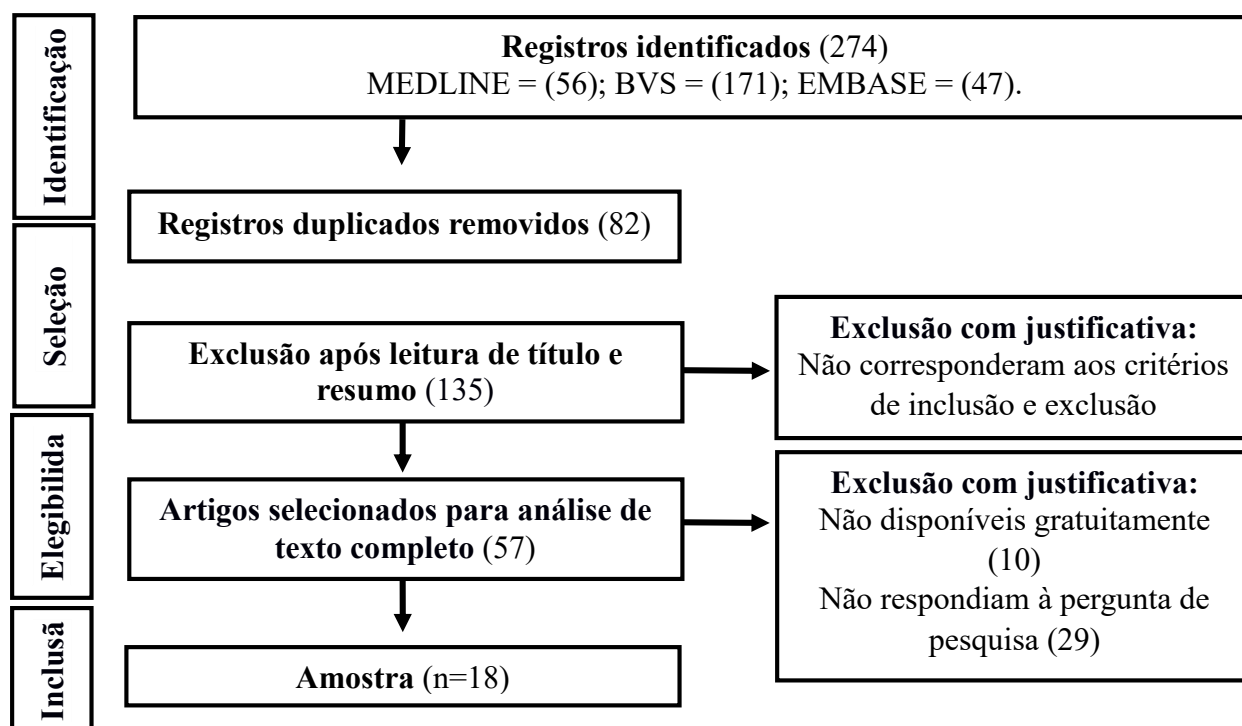 Identificação
Registros identificados (274)
MEDLINE = (56); BVS = (171); EMBASE = (47).
Registros duplicados removidos (82)
Seleção
Exclusão após leitura de título e
resumo (135)
Exclusão com justificativa:
Não corresponderam aos critérios
de inclusão e exclusão
Elegibilida
Artigos selecionados para análise de
texto completo (57)
Exclusão com justificativa:
Não disponíveis gratuitamente
(10)
Não respondiam à pergunta de
pesquisa (29)
Inclusã
Amostra (n=18)